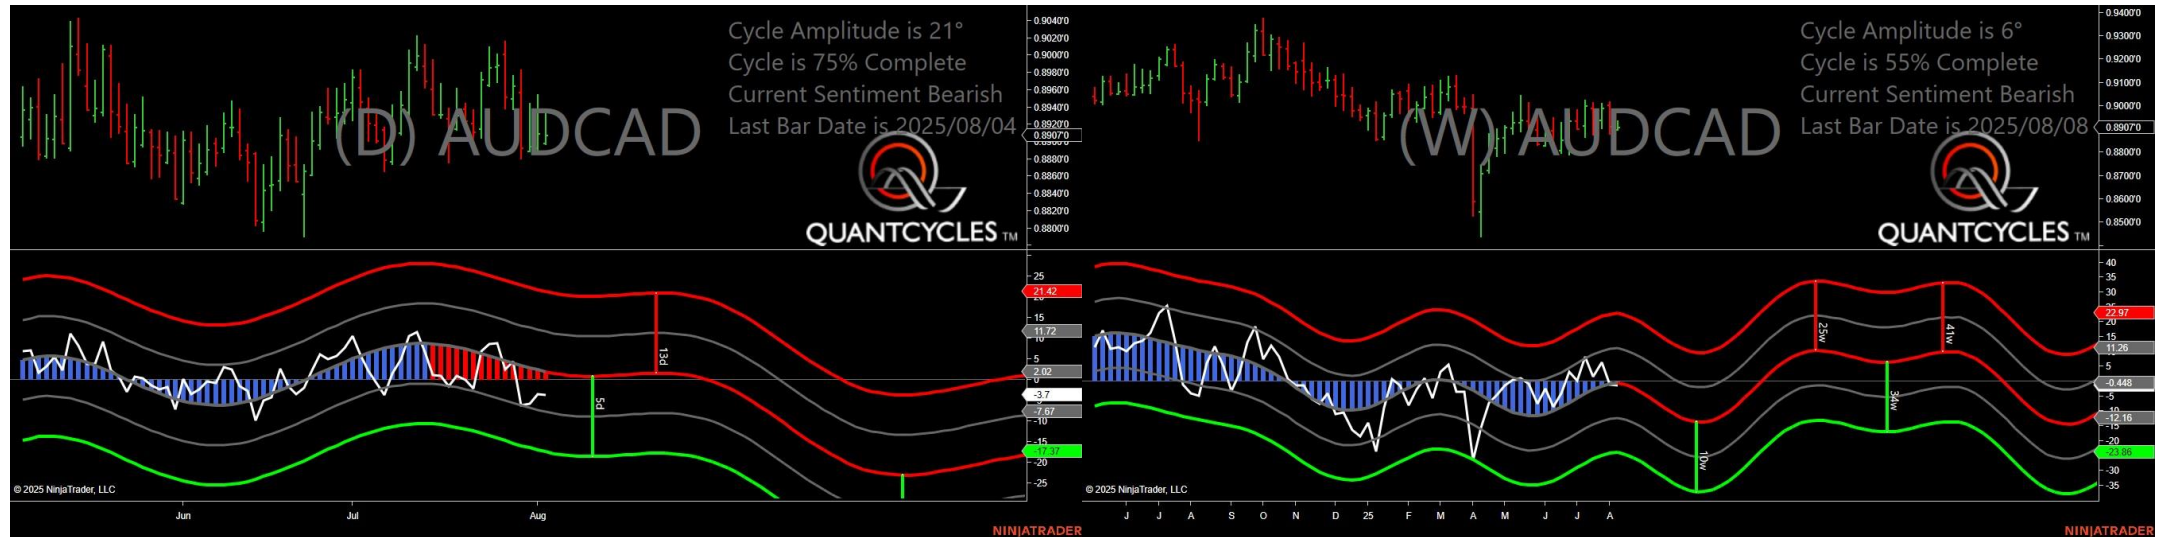 Cycle Amplitude is 21°
Cycle is 75% Complete
Current Sentiment Bearish
Last Bar Date is 2025/08/04
(D) AUDCAD
QUANTCYCLES TM
0.9040'0
0.9020'0
0.9000'0
0.8980'0
0.8960'0
0.8940'0
0.8920'0
0.8907'0
0.8880'0
0.8860'0
0.8840'0
0.8820'0
0.8800'0
25
21.42
15
11.72
5
2.02
0
-3.7
-7.67
-10
-15
-17.37
-20
-25
13d
5d
© 2025 NinjaTrader, LLC
Jun
Jul
Aug
NINJATRADER
Cycle Amplitude is 6°
Cycle is 55% Complete
Current Sentiment Bearish
Last Bar Date is 2025/08/08
(W) AUDCAD
QUANTCYCLES TM
0.9400'0
0.9300'0
0.9200'0
0.9100'0
0.9000'0
0.8907'0
0.8800'0
0.8700'0
0.8600'0
0.8500'0
40
35
30
22.97
20
11.26
5
-0.448
-5
-12.16
-15
-20
-23.86
-30
-35
25w
41w
34w
10w
© 2025 NinjaTrader, LLC
J
J
A
S
O
N
D
25
F
M
A
M
J
J
A
NINJATRADER